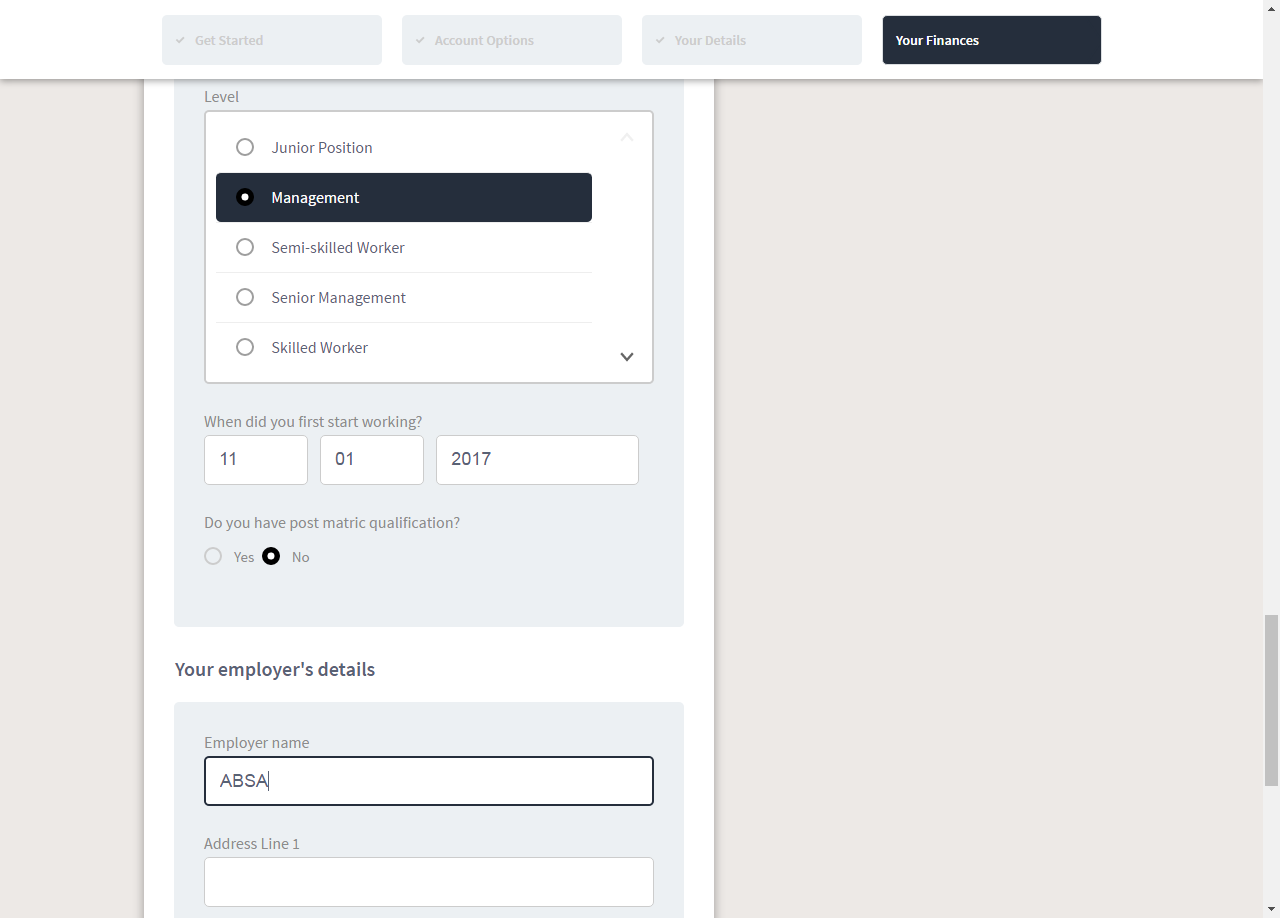 Get Started
Account Options
Your Details
Your Finances
Level
Junior Position
Management
Semi-skilled Worker
Senior Management
Skilled Worker
When did you first start working?
11 01 2017
Do you have post matric qualification?
Yes No
Your employer's details
Employer name
ABSA
Address Line 1